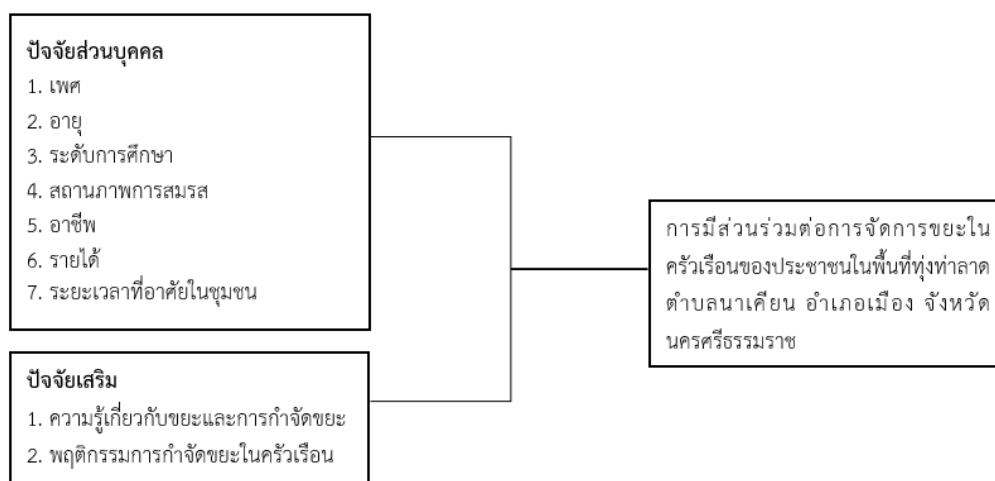 ปัจจัยส่วนบุคคล
1. เพศ
2. อายุ
3. ระดับการศึกษา
4. สถานภาพการสมรส
5. อาชีพ
6. รายได้
7. ระยะเวลาที่อาศัยในชุมชน
ปัจจัยเสริม
1. ความรู้เกี่ยวกับขยะและการกำจัดขยะ
2. พฤติกรรมการกำจัดขยะในครัวเรือน
การมีส่วนร่วมต่อการจัดการขยะใน
ครัวเรือนของประชาชนในพื้นที่ทุ่งท่าลาด
ตำบลนาเคียน อำเภอเมือง จังหวัด
นครศรีธรรมราช